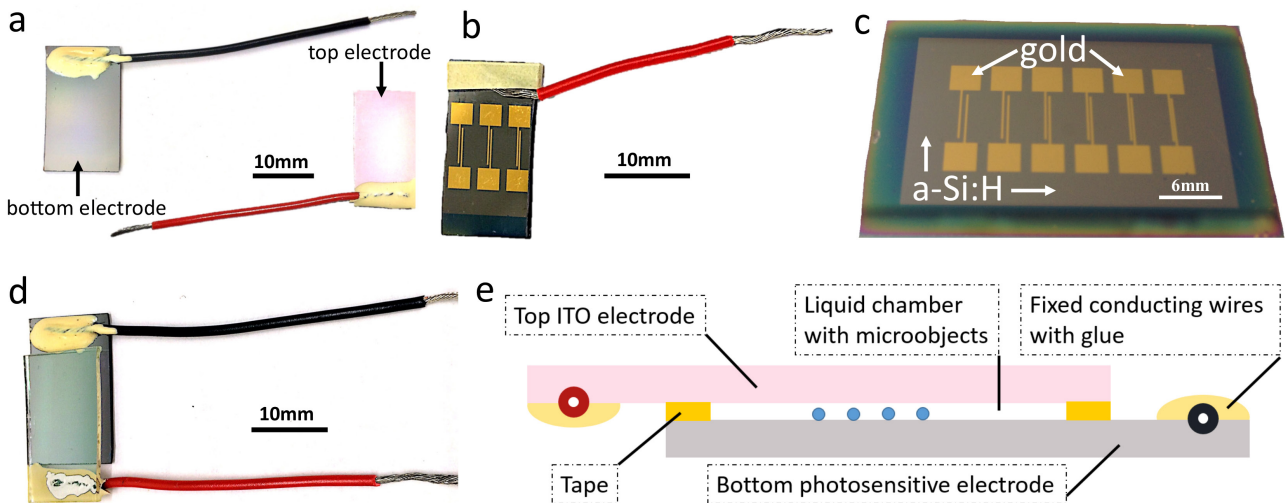 a
top electrode
10mm
bottom electrode
b
10mm
c
gold
a-Si:H
6mm
d
10mm
e
Top ITO electrode
Liquid chamber
with microobjects
Fixed conducting wires
with glue
Tape
Bottom photosensitive electrode